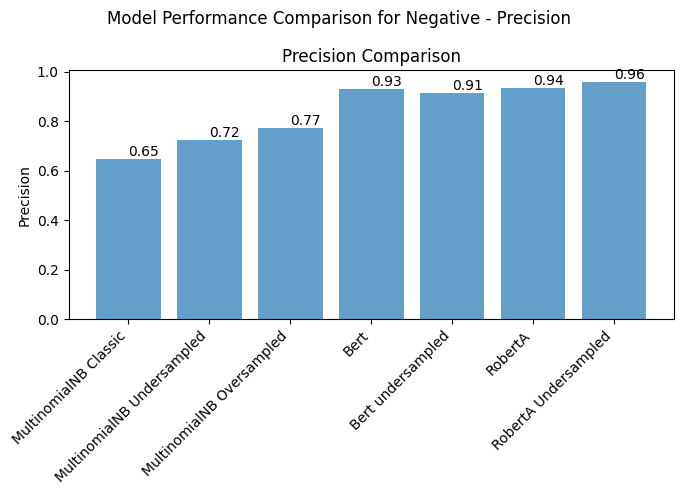 Model Performance Comparison for Negative - Precision
Precision Comparison
Precision
1.0
0.8
0.6
0.4
0.2
0.0
0.65
0.72
0.77
0.93
0.91
0.94
0.96
MultinomialNB Classic
MultinomialNB Undersampled
MultinomialNB Oversampled
Bert
Bert undersampled
RobertA
RobertA Undersampled